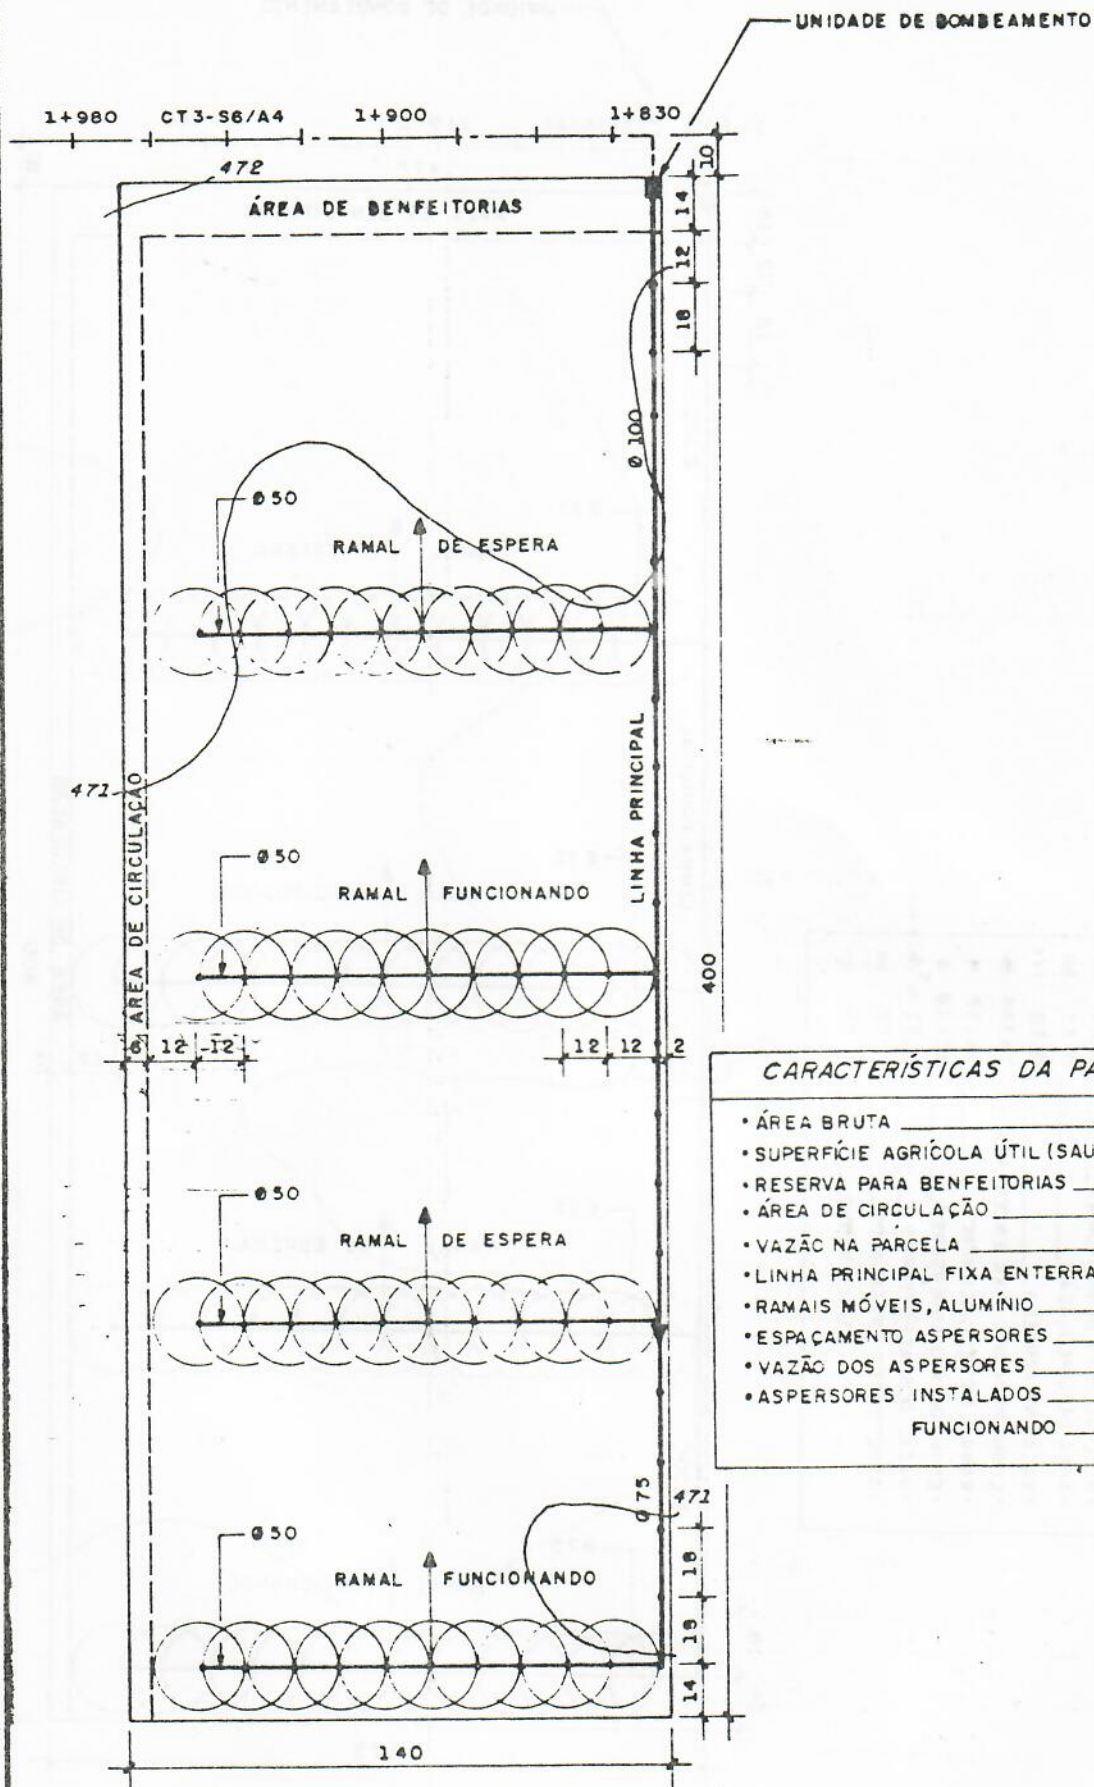 UNIDADE DE BOMBEAMENTO
1+980 CT3-S6/A4 1+900 1+830
10
472
ÁREA DE BENFEITORIAS
14
12
18
Ø 100
Ø50
RAMAL DE ESPERA
LINHA PRINCIPAL
471
ÁREA DE CIRCULAÇÃO
Ø50
RAMAL FUNCIONANDO
400
6 12 12 12 12 2
CARACTERÍSTICAS DA PA
• ÁREA BRUTA
• SUPERFÍCIE AGRÍCOLA ÚTIL (SAU
• RESERVA PARA BENFEITORIAS
• ÁREA DE CIRCULAÇÃO
• VAZÃO NA PARCELA
• LINHA PRINCIPAL FIXA ENTERRA
• RAMAIS MÓVEIS, ALUMÍNIO
• ESPAÇAMENTO ASPERSORES
• VAZÃO DOS ASPERSORES
• ASPERSORES INSTALADOS
FUNCIONANDO
Ø50
RAMAL DE ESPERA
Ø 75
471
Ø50
RAMAL FUNCIONANDO
18
18
14
140